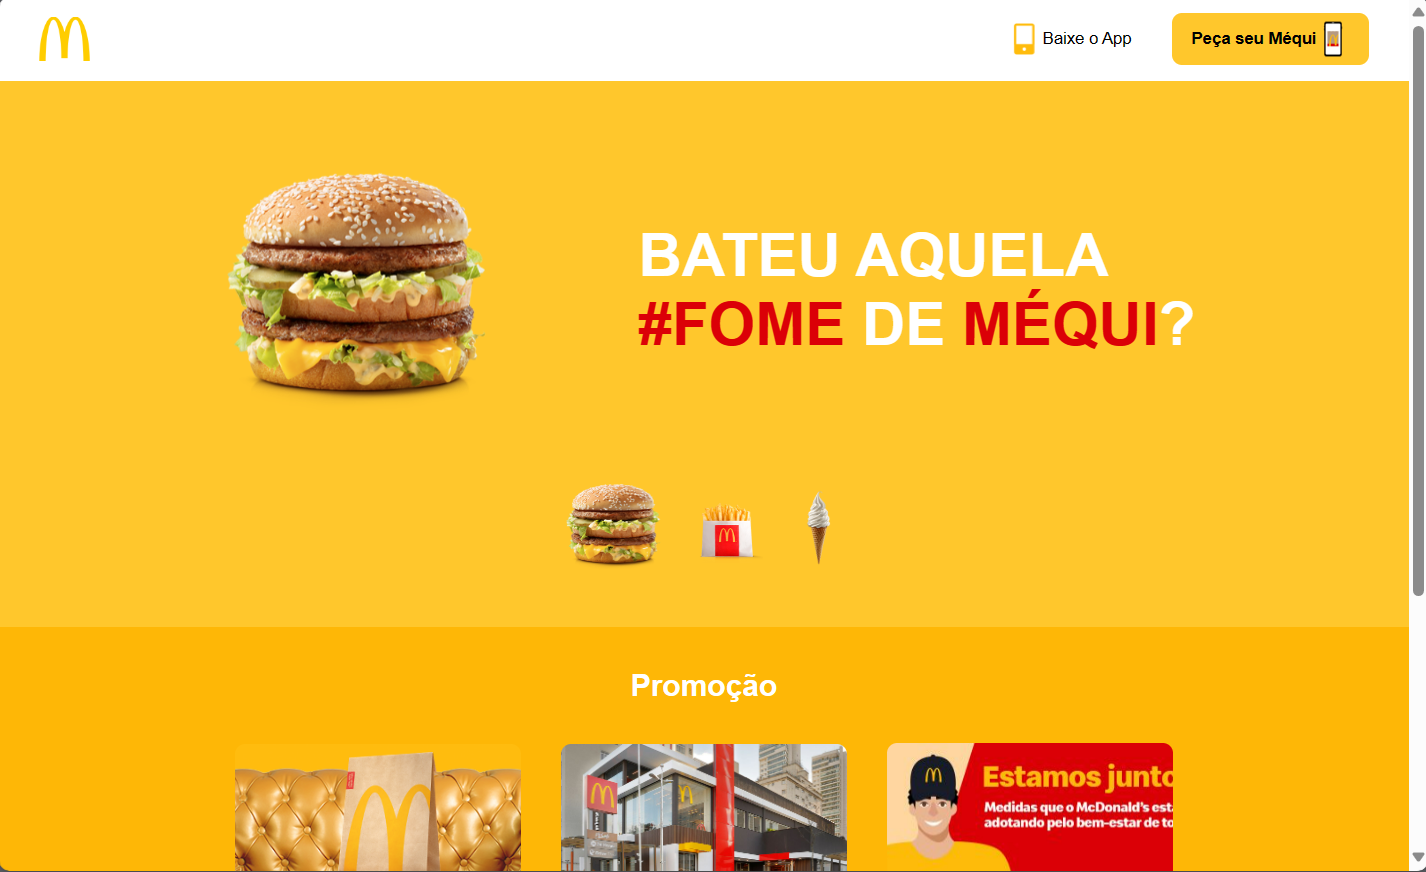 Baixe o App
Peça seu Méqui
BATEU AQUELA
#FOME DE MÉQUI?
Promoção
Estamos junto
Medidas que o McDonald's est
adotando pelo bem-estar de to